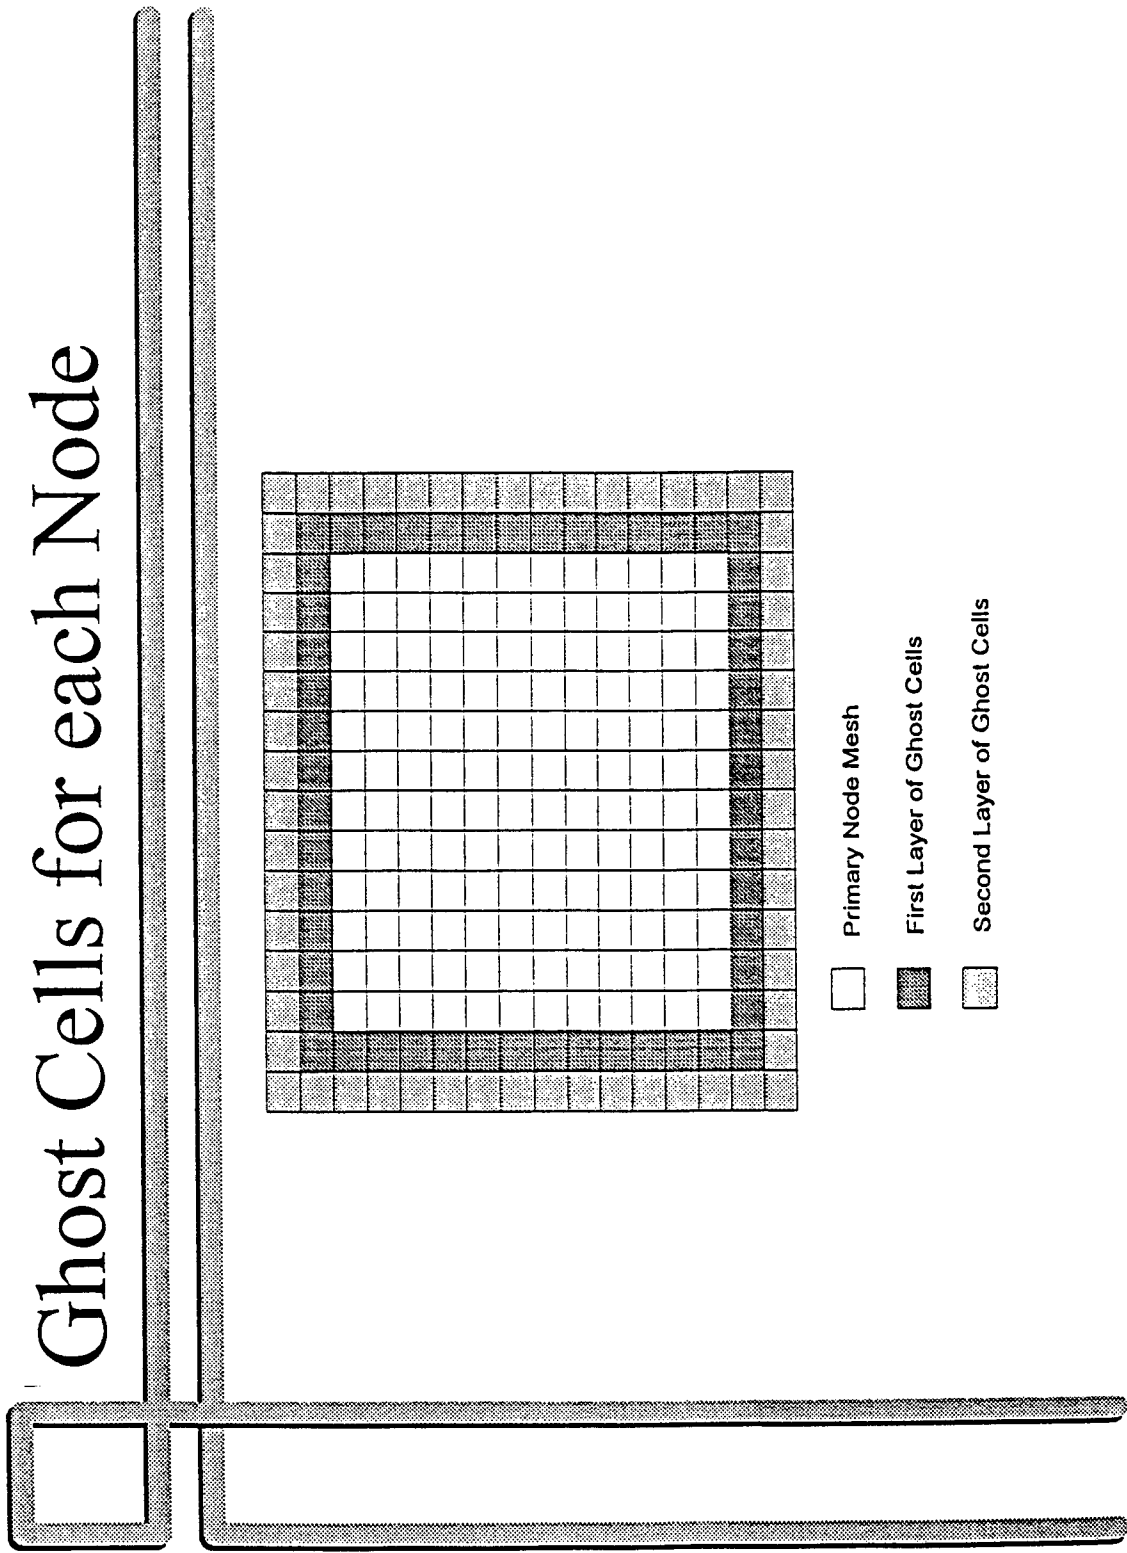 Ghost Cells for each Node
Primary Node Mesh
First Layer of Ghost Cells
Second Layer of Ghost Cells